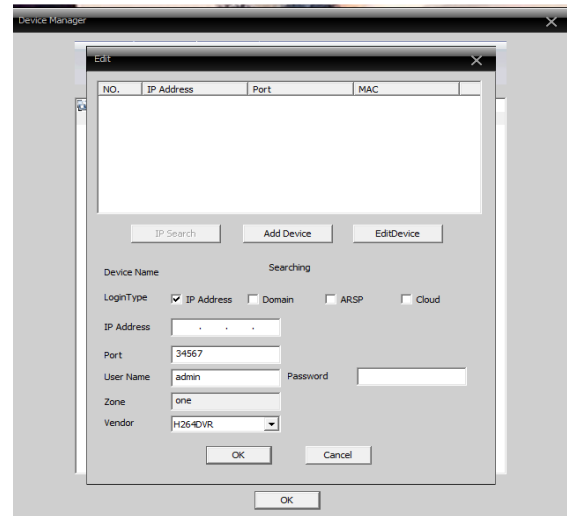 Device Manager
Edit
NO. IP Address Port MAC
IP Search Add Device EditDevice
Device Name Searching
LoginType IP Address Domain ARSP Cloud
IP Address . . .
Port 34567
User Name admin Password
Zone one
Vendor H264DVR
OK Cancel
OK